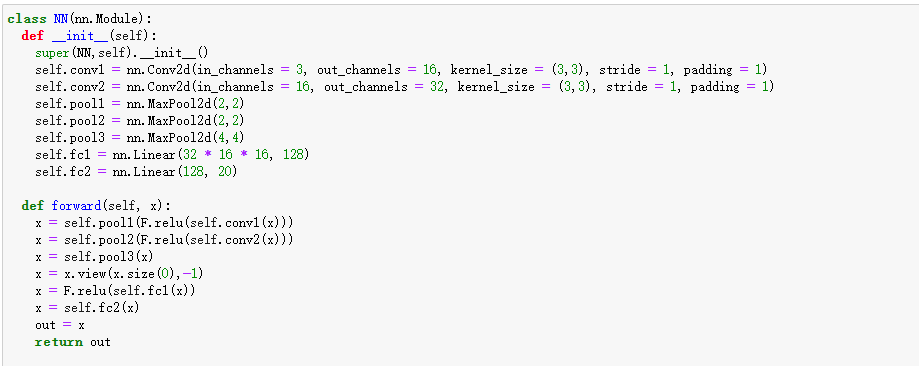 class NN(nn.Module):
  def __init__(self):
    super(NN,self).__init__()
    self.conv1 = nn.Conv2d(in_channels = 3, out_channels = 16, kernel_size = (3,3), stride = 1, padding = 1)
    self.conv2 = nn.Conv2d(in_channels = 16, out_channels = 32, kernel_size = (3,3), stride = 1, padding = 1)
    self.pool1 = nn.MaxPool2d(2,2)
    self.pool2 = nn.MaxPool2d(2,2)
    self.pool3 = nn.MaxPool2d(4,4)
    self.fc1 = nn.Linear(32 * 16 * 16, 128)
    self.fc2 = nn.Linear(128, 20)
  def forward(self, x):
    x = self.pool1(F.relu(self.conv1(x)))
    x = self.pool2(F.relu(self.conv2(x)))
    x = self.pool3(x)
    x = x.view(x.size(0),-1)
    x = F.relu(self.fc1(x))
    x = self.fc2(x)
    out = x
    return out